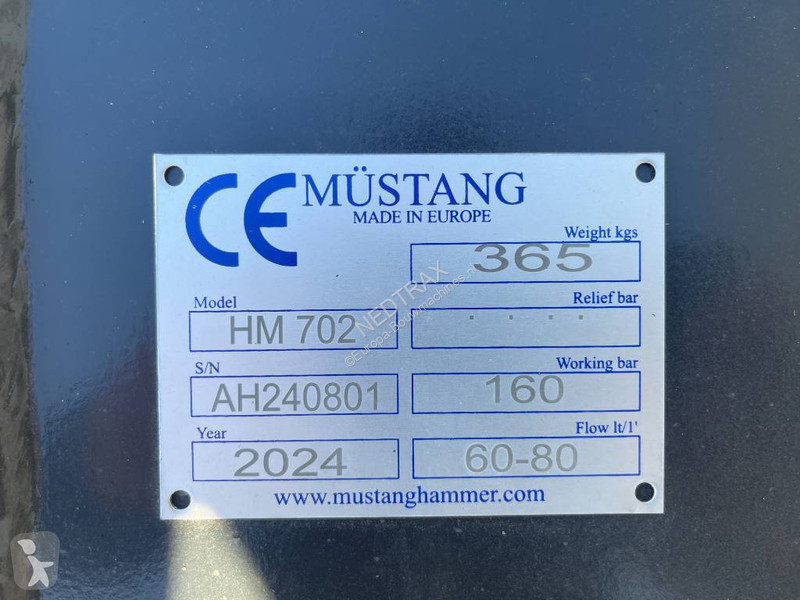 CE MÜSTANG
MADE IN EUROPE
Weight kgs
365
Model
HM 702
Relief bar
. . . .
S/N
AH240801
Working bar
160
Year
2024
Flow lt/1'
60-80
www.mustanghammer.com
NEDTRAX